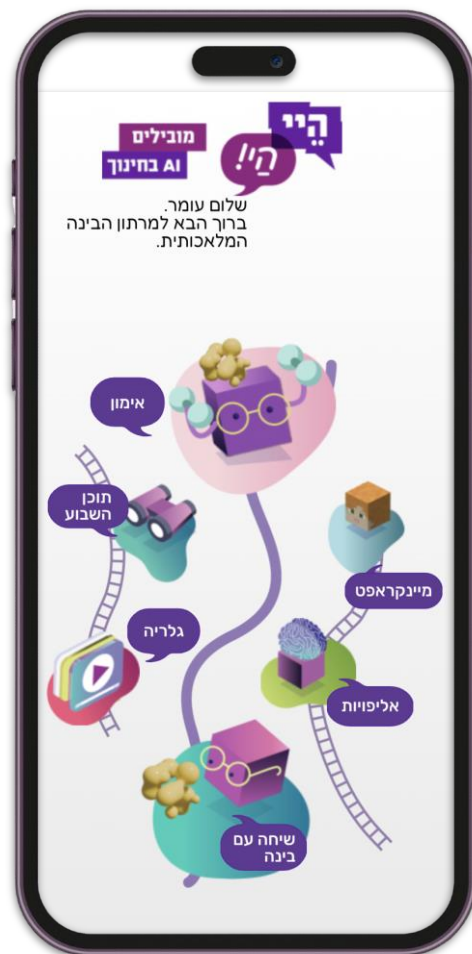 הֵיי
הַיי!
מובילים
AI בחינוך
שלום עומר.
ברוך הבא למרתון הבינה
המלאכותית.
אימון
תוכן
השבוע
מיינקראפט
גלריה
אליפויות
שיחה עם
בינה